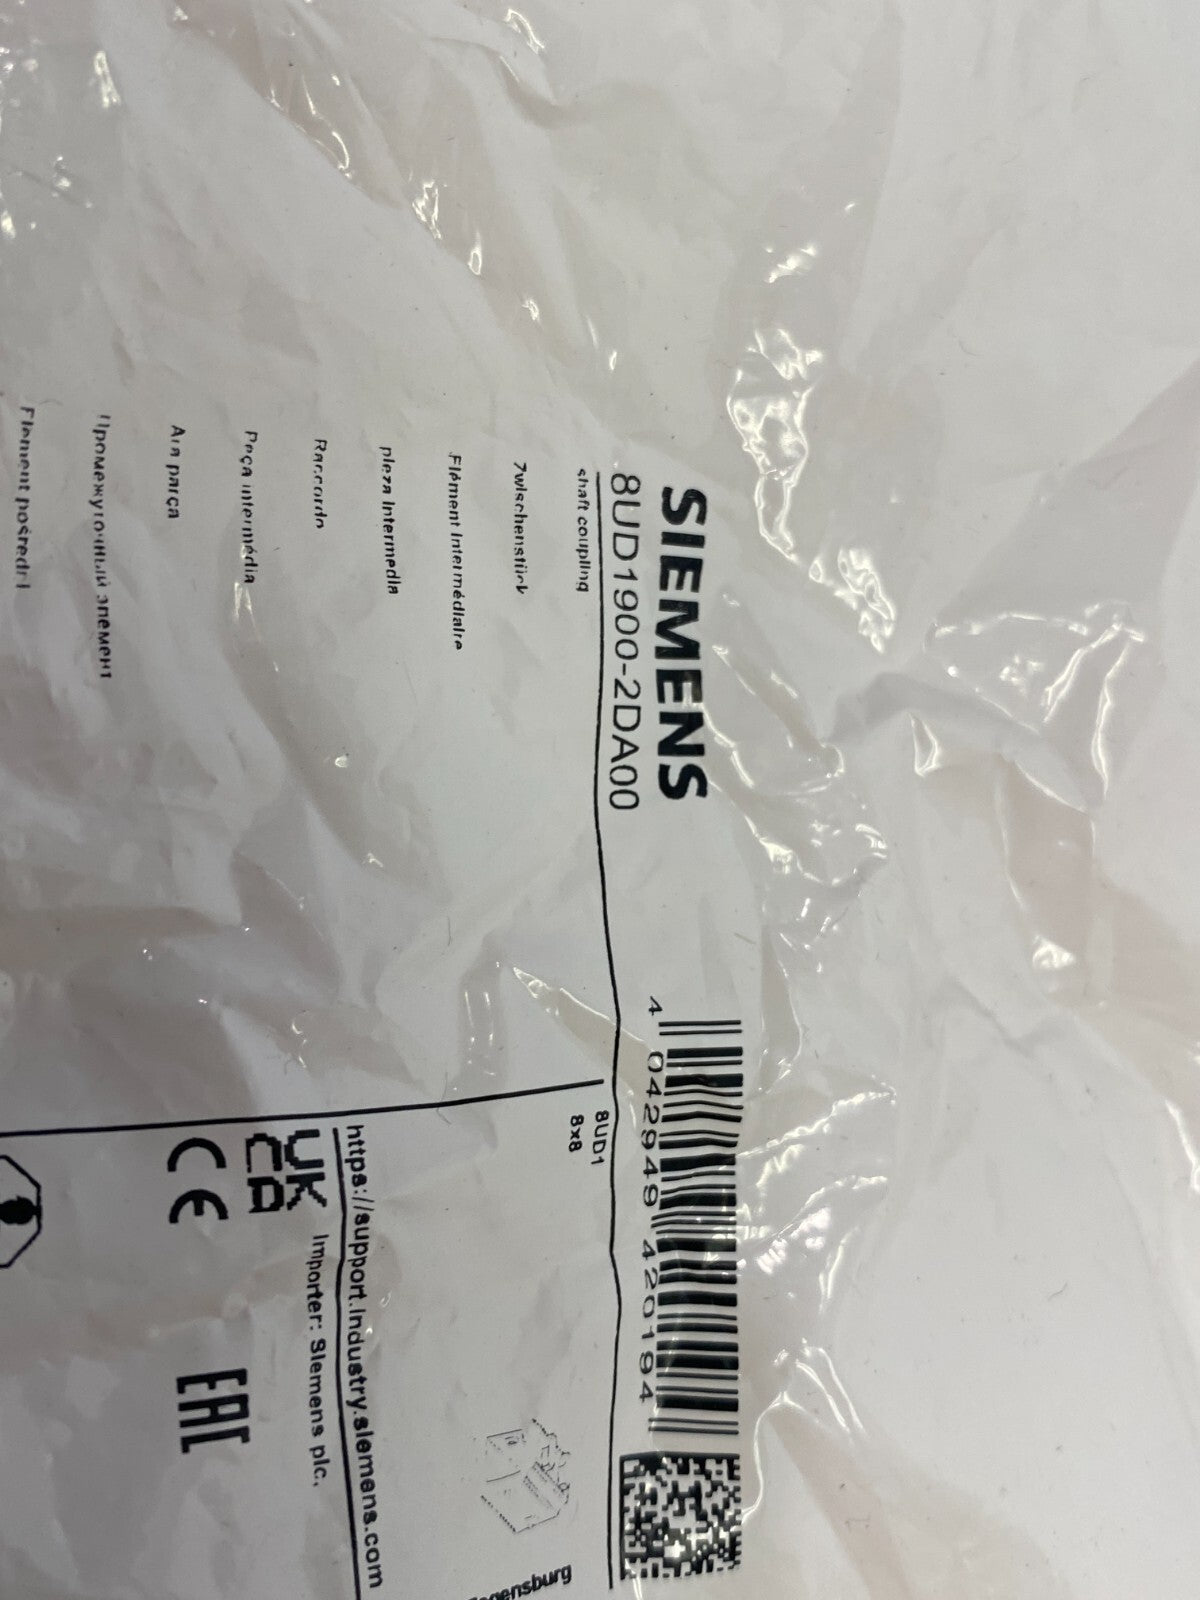 SIEMENS
8UD1900-2DA00
4 042949 420194
shaft coupling
Zwischenstück
Élément intermédiaire
pieza intermedia
Raccordo
Peça intermédia
Ara parça
Промежуточный элемент
Element pośredni
8UD1
8x8
https://support.industry.siemens.com
UK
CA
Importer: Siemens plc,
CE
EAC